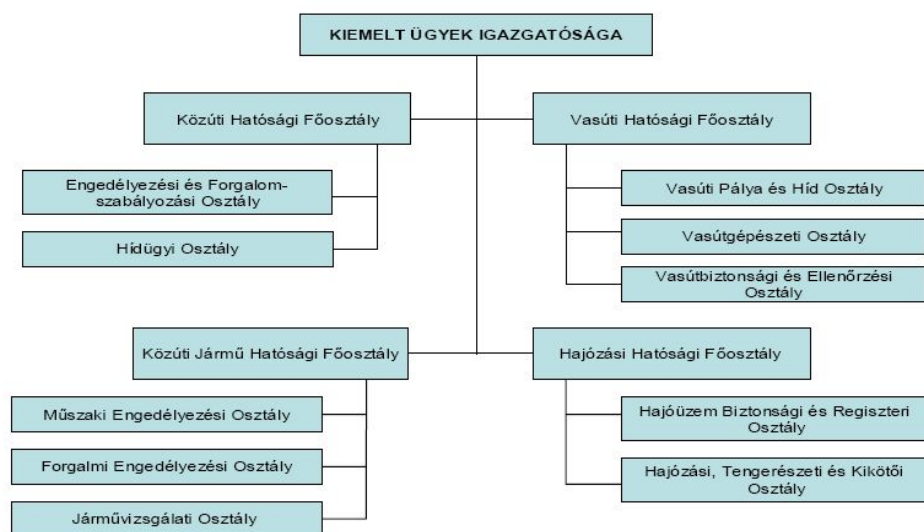 KIEMELT ÜGYEK IGAZGATÓSÁGA
Közúti Hatósági Főosztály
Engedélyezési és Forgalom-
szabályozási Osztály
Hídügyi Osztály
Vasúti Hatósági Főosztály
Vasúti Pálya és Híd Osztály
Vasútgépészeti Osztály
Vasútbiztonsági és Ellenőrzési
Osztály
Közúti Jármű Hatósági Főosztály
Műszaki Engedélyezési Osztály
Forgalmi Engedélyezési Osztály
Járművizsgálati Osztály
Hajózási Hatósági Főosztály
Hajóüzem Biztonsági és Regiszteri
Osztály
Hajózási, Tengerészeti és Kikötői
Osztály